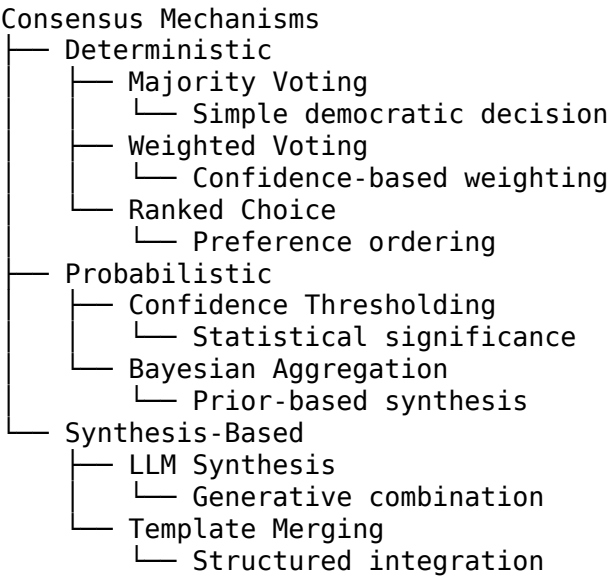 Consensus Mechanisms
├── Deterministic
│   ├── Majority Voting
│   │   └── Simple democratic decision
│   ├── Weighted Voting
│   │   └── Confidence-based weighting
│   └── Ranked Choice
│       └── Preference ordering
├── Probabilistic
│   ├── Confidence Thresholding
│   │   └── Statistical significance
│   └── Bayesian Aggregation
│       └── Prior-based synthesis
└── Synthesis-Based
    ├── LLM Synthesis
    │   └── Generative combination
    └── Template Merging
        └── Structured integration